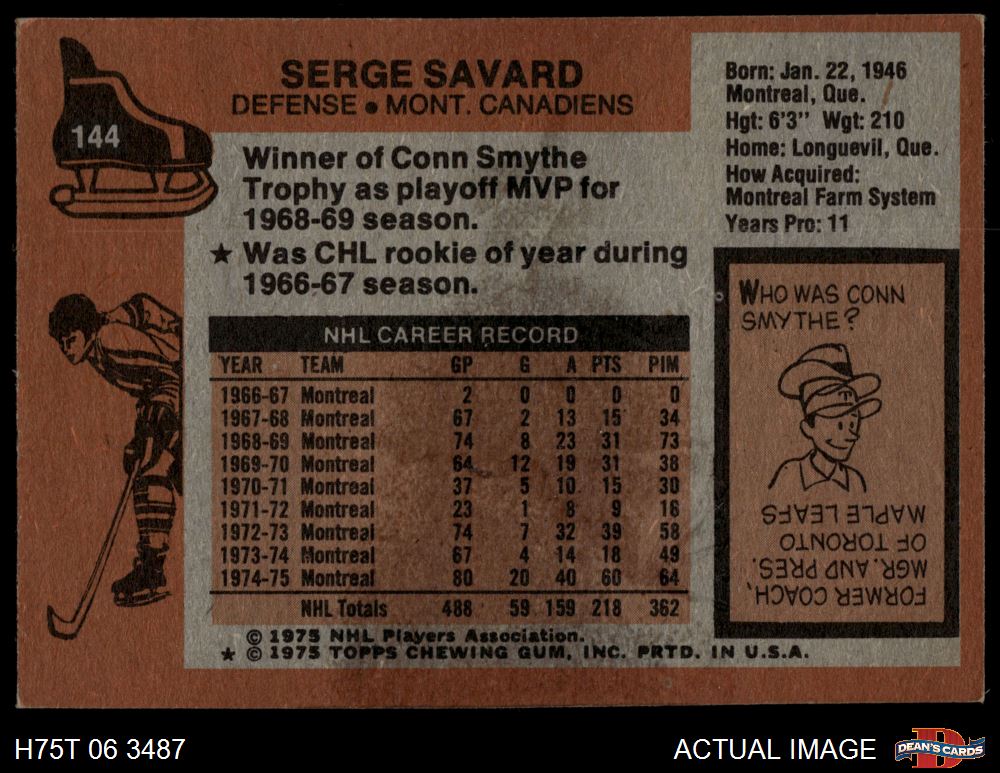 144
SERGE SAVARD
DEFENSE ● MONT. CANADIENS
Winner of Conn Smythe
Trophy as playoff MVP for
1968-69 season.
★ Was CHL rookie of year during
1966-67 season.
Born: Jan. 22, 1946
Montreal, Que.
Hgt: 6'3" Wgt: 210
Home: Longuevil, Que.
How Acquired:
Montreal Farm System
Years Pro: 11
NHL CAREER RECORD
YEAR TEAM GP G A PTS PIM
1966-67 Montreal 2 0 0 0 0
1967-68 Montreal 67 2 13 15 34
1968-69 Montreal 74 8 23 31 73
1969-70 Montreal 64 12 19 31 38
1970-71 Montreal 37 5 10 15 30
1971-72 Montreal 23 1 8 9 16
1972-73 Montreal 74 7 32 39 58
1973-74 Montreal 67 4 14 18 49
1974-75 Montreal 80 20 40 60 64
NHL Totals 488 59 159 218 362
© 1975 NHL Players Association.
★ © 1975 TOPPS CHEWING GUM, INC. PRTD. IN U.S.A.
WHO WAS CONN
SMYTHE?
T
FORMER COACH,
MGR. AND PRES.
OF TORONTO
MAPLE LEAFS
H75T 06 3487
ACTUAL IMAGE
D
DEAN'S CARDS